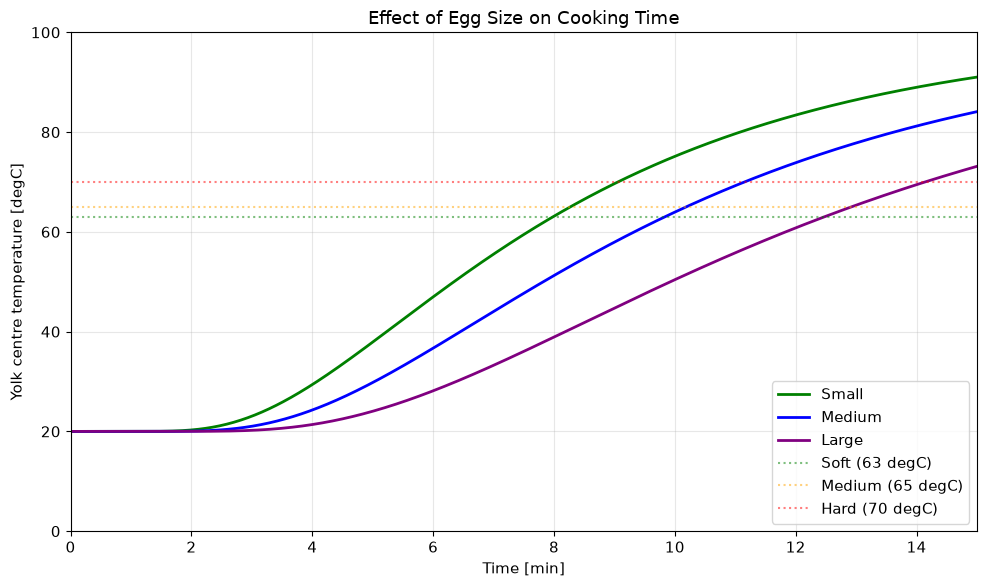 Effect of Egg Size on Cooking Time
Yolk centre temperature [degC]
100
80
60
40
20
0
0 2 4 6 8 10 12 14
Time [min]
Small
Medium
Large
Soft (63 degC)
Medium (65 degC)
Hard (70 degC)